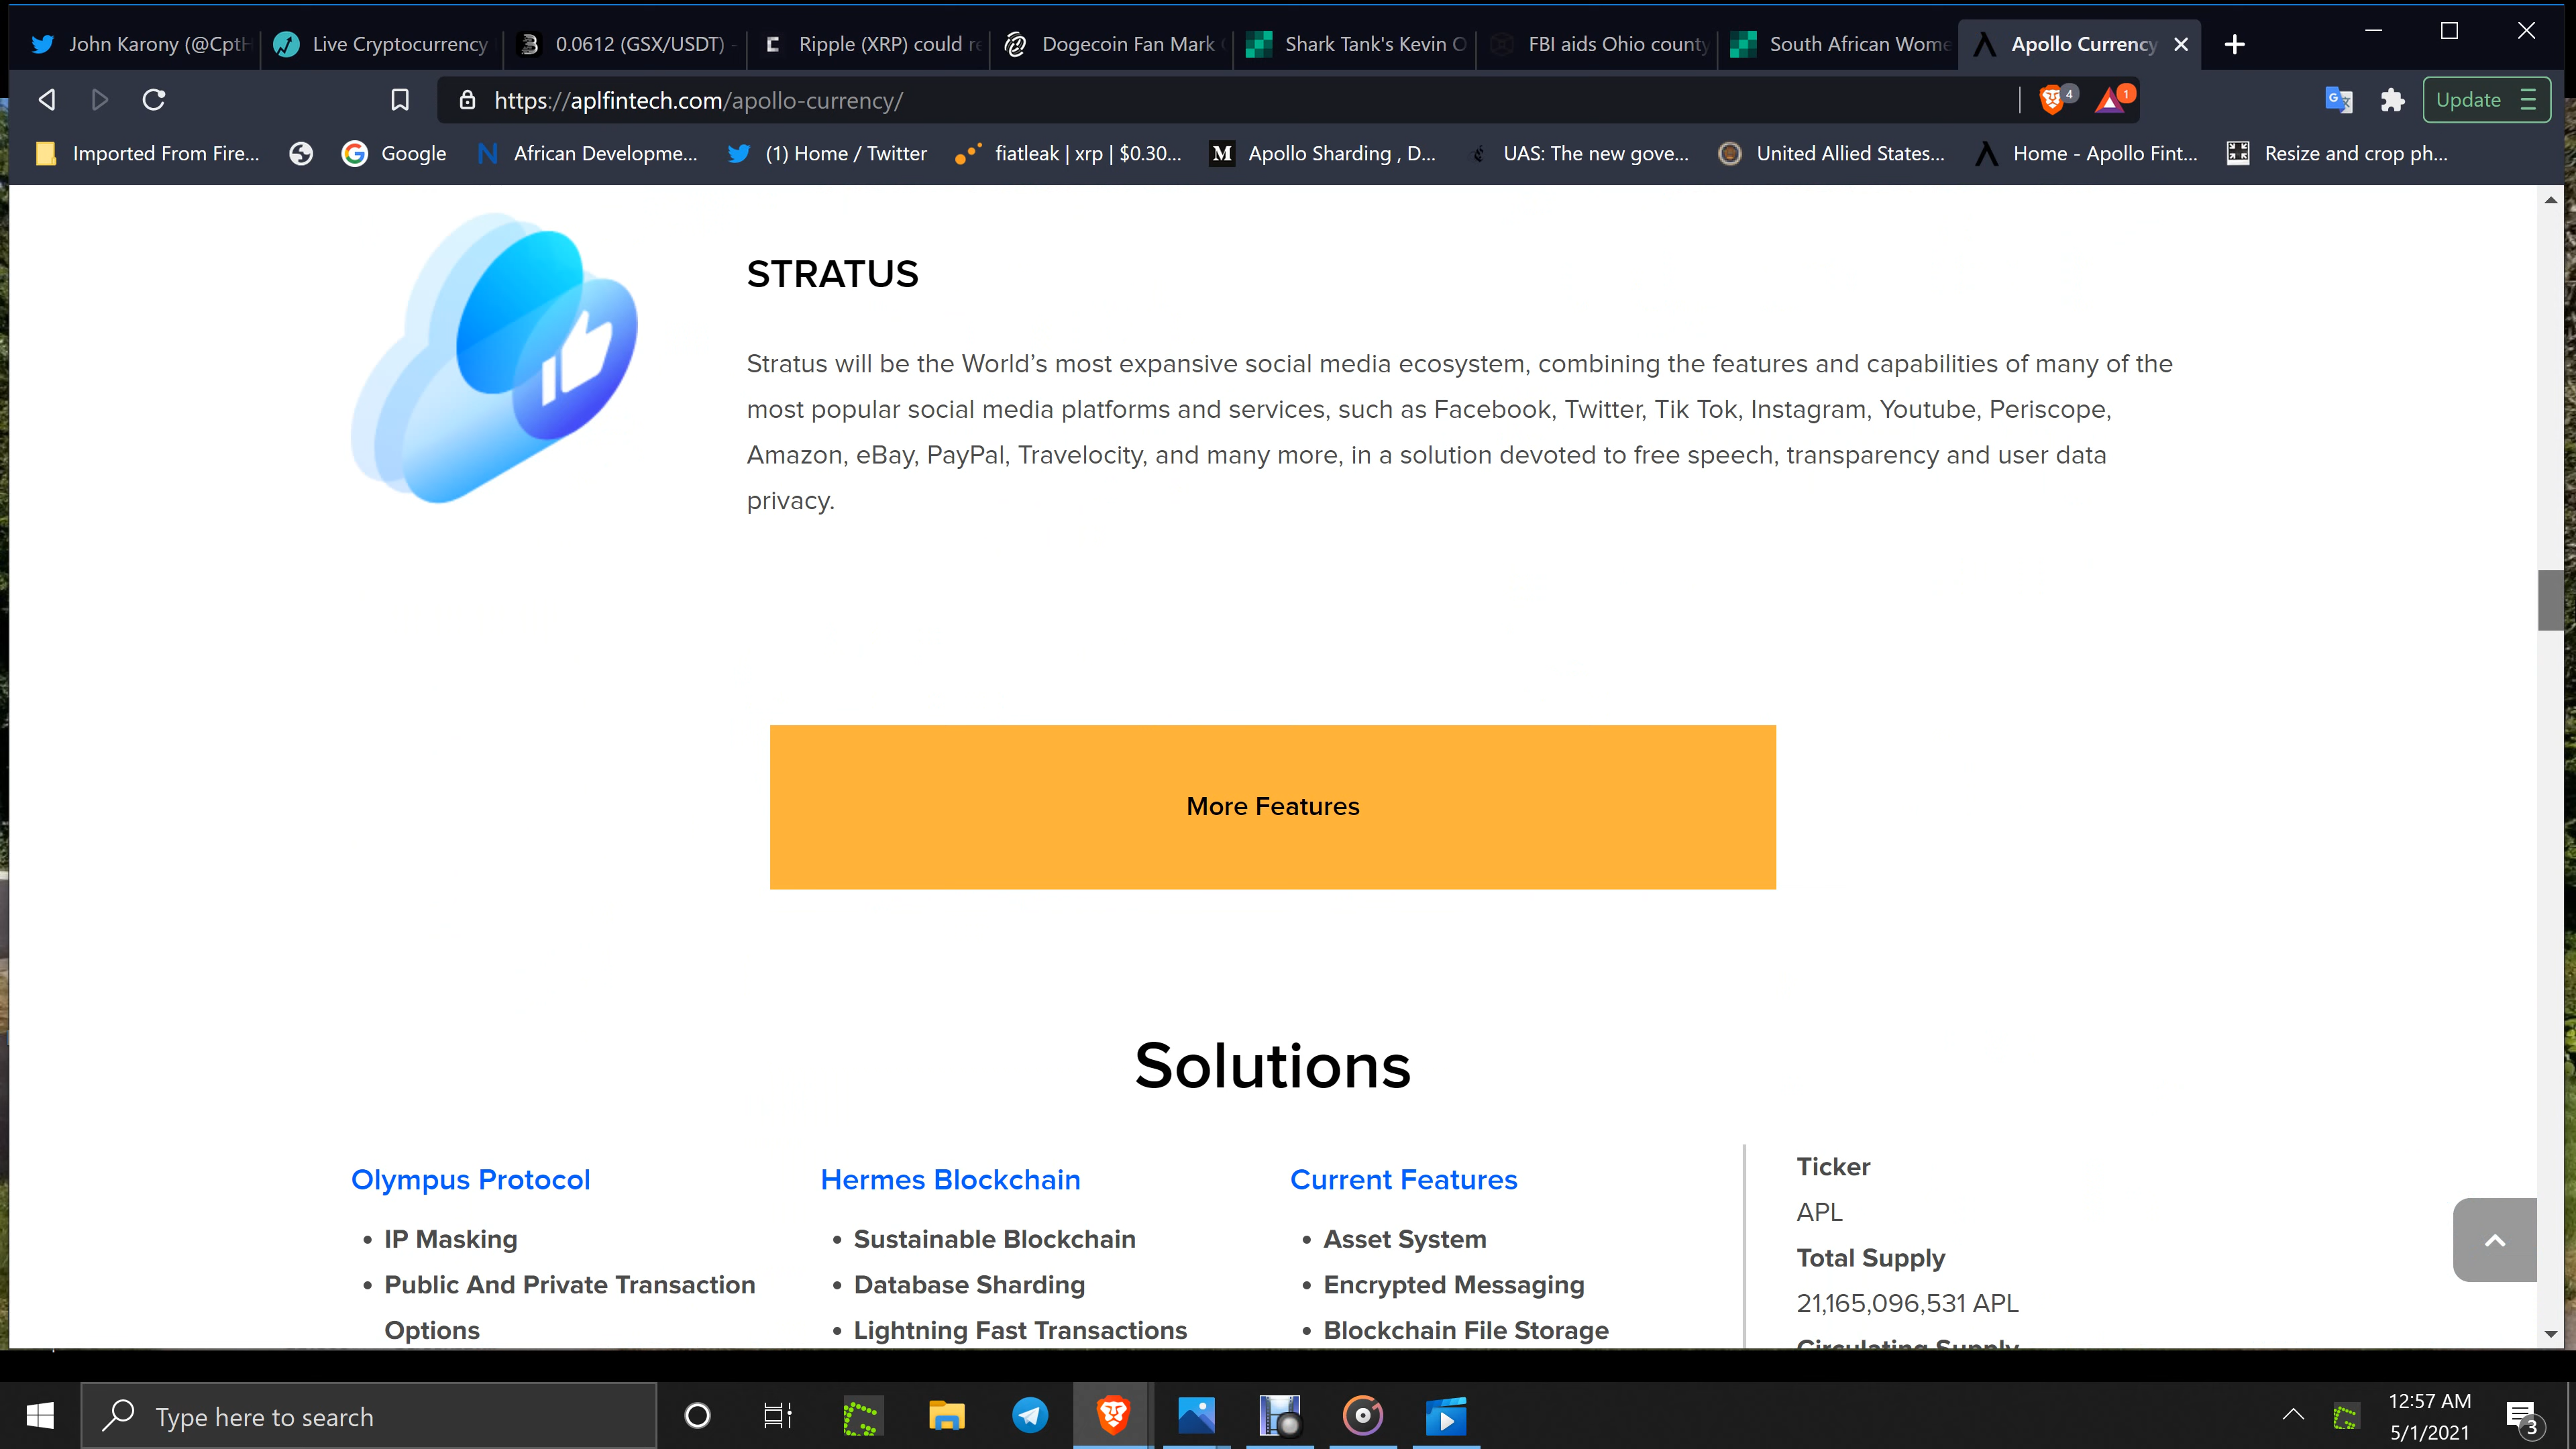 John Karony (@CptH
Live Cryptocurrency
0.0612 (GSX/USDT) -
Ripple (XRP) could re
Dogecoin Fan Mark
Shark Tank's Kevin O
FBI aids Ohio county
South African Wome
Apollo Currency
https://aplfintech.com/apollo-currency/
4
1
Update
Imported From Fire...
Google
African Developme...
(1) Home / Twitter
fiatleak | xrp | $0.30...
M
Apollo Sharding , D...
UAS: The new gove...
United Allied States...
Home - Apollo Fint...
Resize and crop ph...
STRATUS
Stratus will be the World’s most expansive social media ecosystem, combining the features and capabilities of many of the
most popular social media platforms and services, such as Facebook, Twitter, Tik Tok, Instagram, Youtube, Periscope,
Amazon, eBay, PayPal, Travelocity, and many more, in a solution devoted to free speech, transparency and user data
privacy.
More Features
Solutions
Olympus Protocol
• IP Masking
• Public And Private Transaction
Options
Hermes Blockchain
• Sustainable Blockchain
• Database Sharding
• Lightning Fast Transactions
Current Features
• Asset System
• Encrypted Messaging
• Blockchain File Storage
Ticker
APL
Total Supply
21,165,096,531 APL
Circulating Supply
Type here to search
12:57 AM
5/1/2021
3